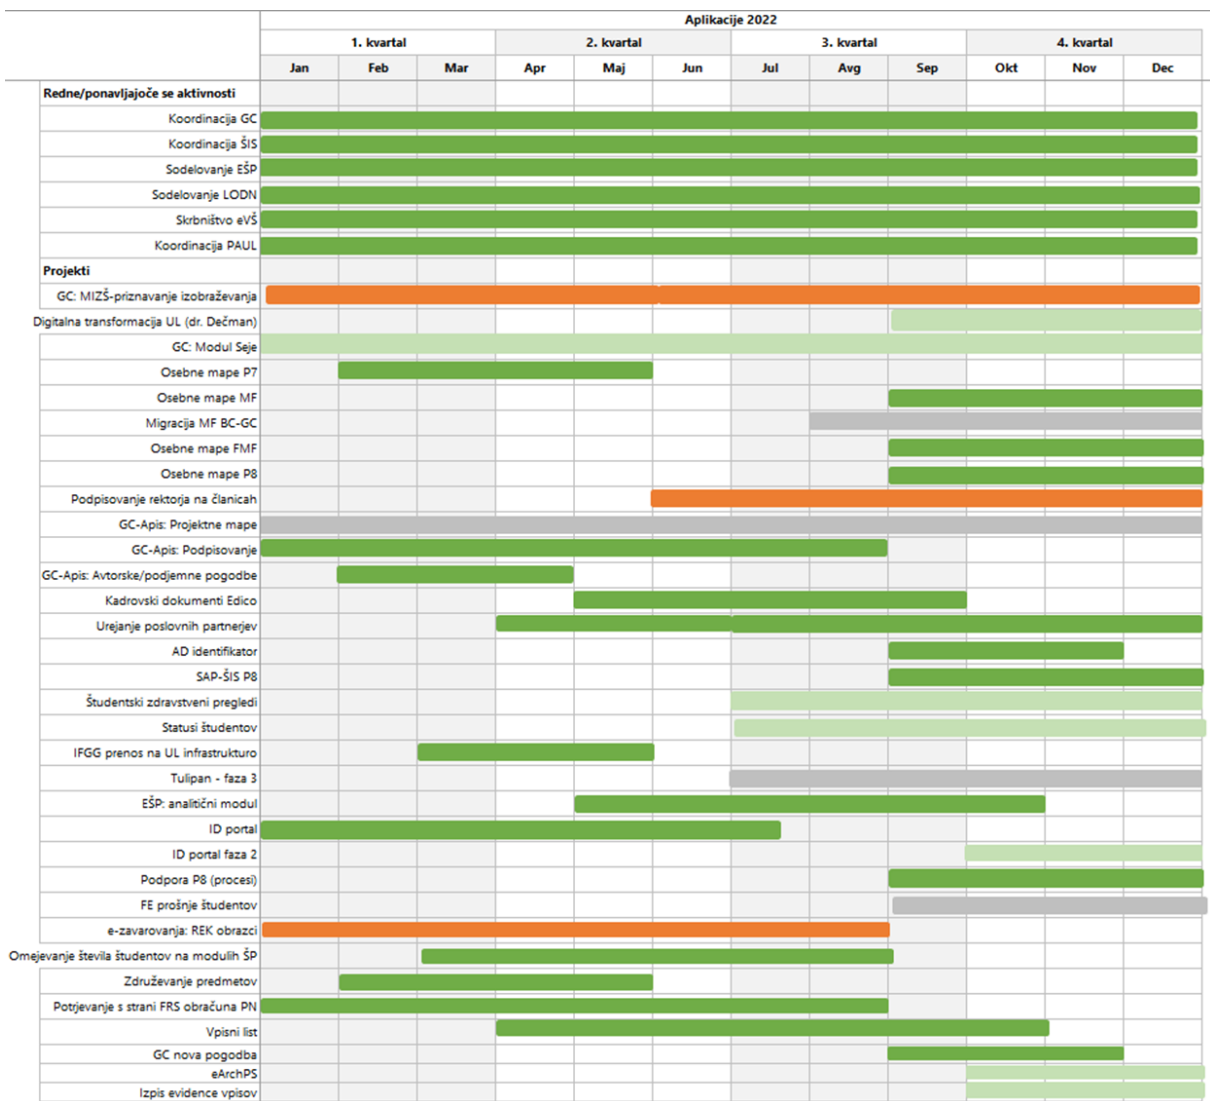 Aplikacije 2022
1. kvartal 2. kvartal 3. kvartal 4. kvartal
Jan Feb Mar Apr Maj Jun Jul Avg Sep Okt Nov Dec
Redne/ponavljajoče se aktivnosti
Koordinacija GC
Koordinacija ŠIS
Sodelovanje EŠP
Sodelovanje LODN
Skrbništvo eVŠ
Koordinacija PAUL
Projekti
GC: MIZŠ-priznavanje izobraževanja
Digitalna transformacija UL (dr. Dečman)
GC: Modul Seje
Osebne mape P7
Osebne mape MF
Migracija MF BC-GC
Osebne mape FMF
Osebne mape P8
Podpisovanje rektorja na članicah
GC-Apis: Projektne mape
GC-Apis: Podpisovanje
GC-Apis: Avtorske/podjemne pogodbe
Kadrovski dokumenti Edico
Urejanje poslovnih partnerjev
AD identifikator
SAP-ŠIS P8
Študentski zdravstveni pregledi
Statusi študentov
IFGG prenos na UL infrastrukturo
Tulipan - faza 3
EŠP: analitični modul
ID portal
ID portal faza 2
Podpora P8 (procesi)
FE prošnje študentov
e-zavarovanja: REK obrazci
Omejevanje števila študentov na modulih ŠP
Združevanje predmetov
Potrjevanje s strani FRS obračuna PN
Vpisni list
GC nova pogodba
eArchPS
Izpis evidence vpisov